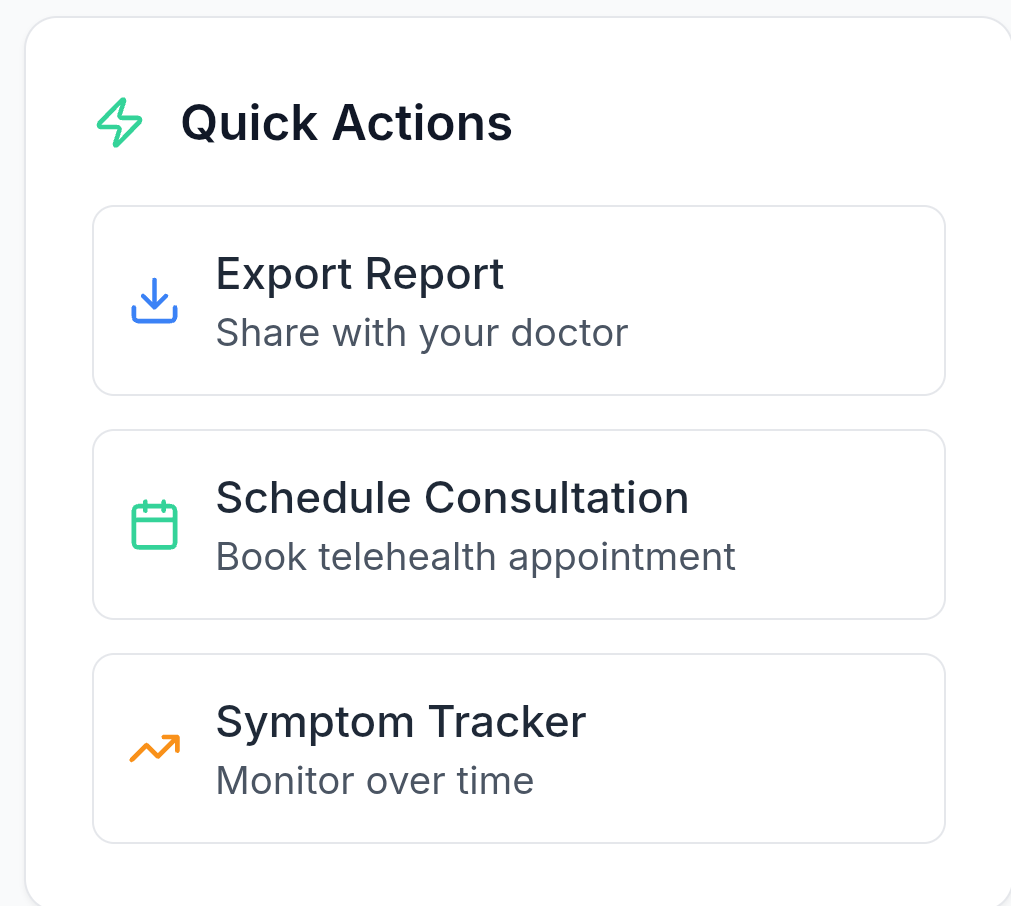 Quick Actions
Export Report
Share with your doctor
Schedule Consultation
Book telehealth appointment
Symptom Tracker
Monitor over time